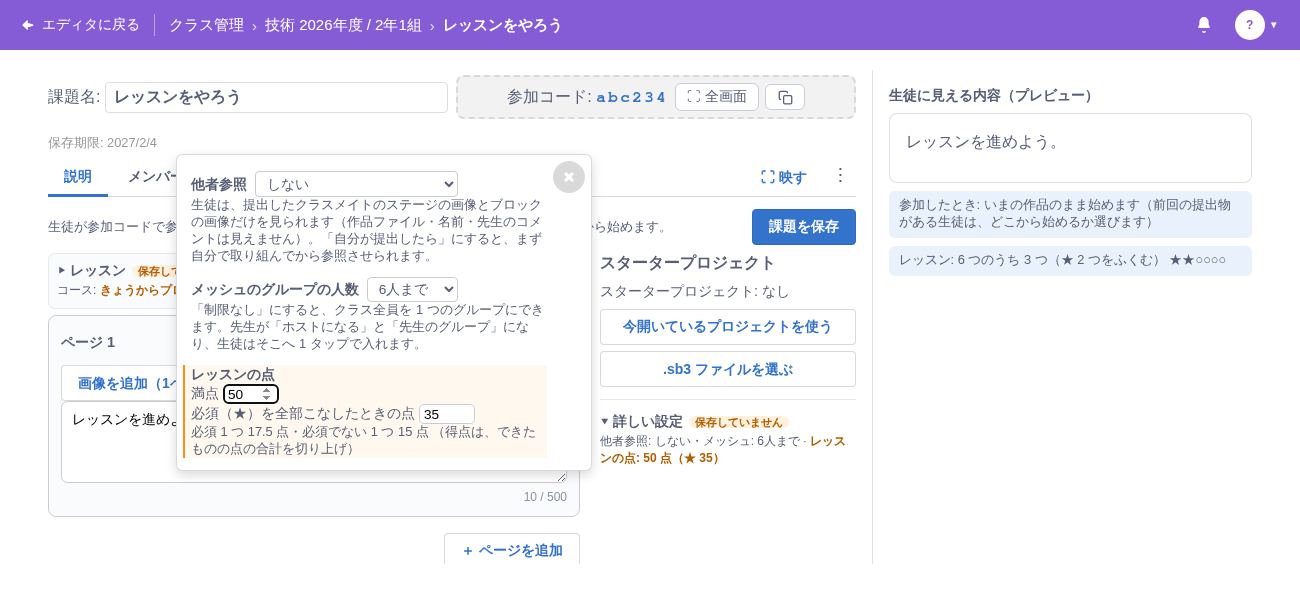 エディタに戻る
クラス管理 › 技術 2026年度 / 2年1組 › レッスンをやろう
?
課題名: レッスンをやろう
参加コード: abc234 全画面
保存期限: 2027/2/4
説明
メンバー
映す
生徒が参加コードで参
から始めます。
課題を保存
レッスン 保存して
コース: きょうからプロ
ページ 1
画像を追加（1ペ
レッスンを進めよ
10 / 500
+ ページを追加
他者参照 しない
生徒は、提出したクラスメイトのステージの画像とブロック
の画像だけを見られます（作品ファイル・名前・先生のコメ
ントは見えません）。「自分が提出したら」にすると、まず
自分で取り組んでから参照させられます。
メッシュのグループの人数 6人まで
「制限なし」にすると、クラス全員を 1 つのグループにでき
ます。先生が「ホストになる」と「先生のグループ」にな
り、生徒はそこへ 1 タップで入れます。
レッスンの点
満点 50
必須（★）を全部こなしたときの点 35
必須 1 つ 17.5 点・必須でない 1 つ 15 点 （得点は、できた
ものの点の合計を切り上げ）
スタータープロジェクト
スタータープロジェクト: なし
今開いているプロジェクトを使う
.sb3 ファイルを選ぶ
詳しい設定 保存していません
他者参照: しない・メッシュ: 6人まで · レッス
ンの点: 50 点（★ 35）
生徒に見える内容（プレビュー）
レッスンを進めよう。
参加したとき: いまの作品のまま始めます（前回の提出物
がある生徒は、どこから始めるか選びます）
レッスン: 6 つのうち 3 つ（★ 2 つをふくむ） ★★○○○○